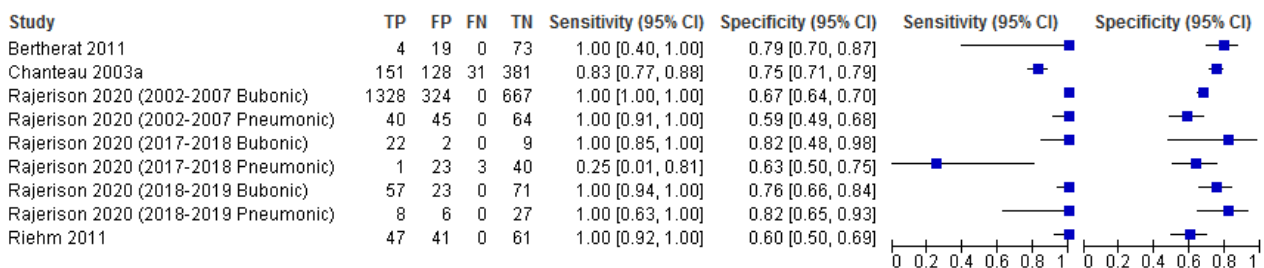 Study TP FP FN TN Sensitivity (95% CI) Specificity (95% CI) Sensitivity (95% CI) Specificity (95% CI)
Bertherat 2011 4 19 0 73 1.00 [0.40, 1.00] 0.79 [0.70, 0.87]
Chanteau 2003a 151 128 31 381 0.83 [0.77, 0.88] 0.75 [0.71, 0.79]
Rajerison 2020 (2002-2007 Bubonic) 1328 324 0 667 1.00 [1.00, 1.00] 0.67 [0.64, 0.70]
Rajerison 2020 (2002-2007 Pneumonic) 40 45 0 64 1.00 [0.91, 1.00] 0.59 [0.49, 0.68]
Rajerison 2020 (2017-2018 Bubonic) 22 2 0 9 1.00 [0.85, 1.00] 0.82 [0.48, 0.98]
Rajerison 2020 (2017-2018 Pneumonic) 1 23 3 40 0.25 [0.01, 0.81] 0.63 [0.50, 0.75]
Rajerison 2020 (2018-2019 Bubonic) 57 23 0 71 1.00 [0.94, 1.00] 0.76 [0.66, 0.84]
Rajerison 2020 (2018-2019 Pneumonic) 8 6 0 27 1.00 [0.63, 1.00] 0.82 [0.65, 0.93]
Riehm 2011 47 41 0 61 1.00 [0.92, 1.00] 0.60 [0.50, 0.69]
0 0.2 0.4 0.6 0.8 1 0 0.2 0.4 0.6 0.8 1